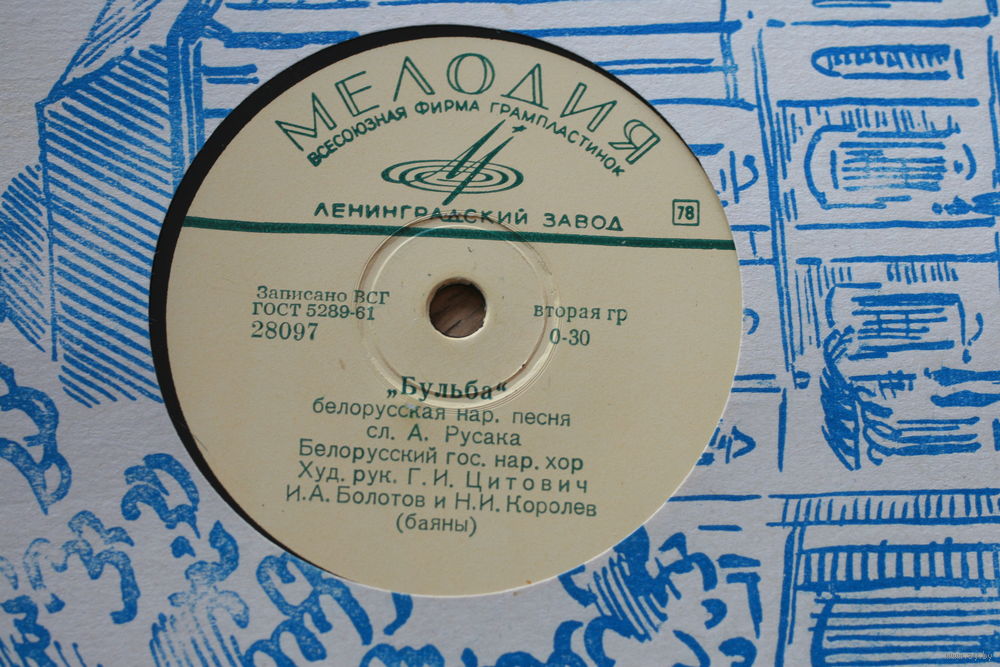 МЕЛОДИЯ
ВСЕСОЮЗНАЯ ФИРМА ГРАМПЛАСТИНОК
ЛЕНИНГРАДСКИЙ ЗАВОД
78
Записано ВСГ
ГОСТ 5289-61
28097
вторая гр
0-30
„Бульба“
белорусская нар. песня
сл. А. Русака
Белорусский гос. нар. хор
Худ. рук. Г. И. Цитович
И. А. Болотов и Н. И. Королев
(баяны)